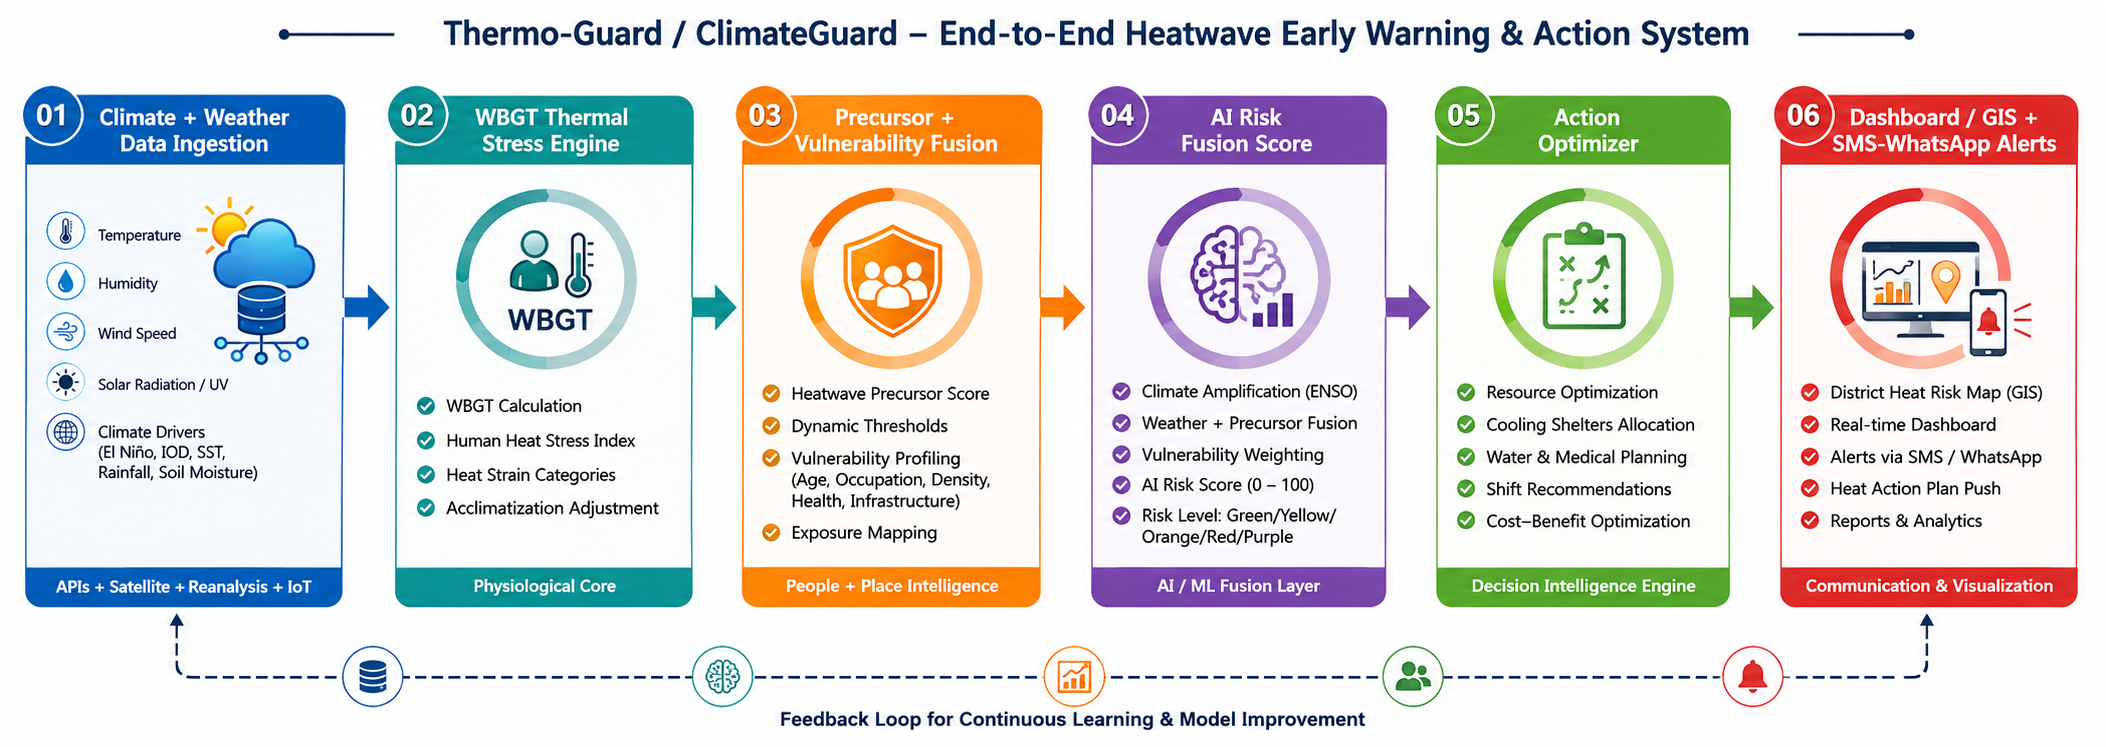 Thermo-Guard / ClimateGuard – End-to-End Heatwave Early Warning & Action System
01
Climate + Weather
Data Ingestion
Temperature
Humidity
Wind Speed
Solar Radiation / UV
Climate Drivers
(El Niño, IOD, SST,
Rainfall, Soil Moisture)
APIs + Satellite + Reanalysis + IoT
02
WBGT Thermal
Stress Engine
WBGT
WBGT Calculation
Human Heat Stress Index
Heat Strain Categories
Acclimatization Adjustment
Physiological Core
03
Precursor +
Vulnerability Fusion
Heatwave Precursor Score
Dynamic Thresholds
Vulnerability Profiling
(Age, Occupation, Density,
Health, Infrastructure)
Exposure Mapping
People + Place Intelligence
04
AI Risk
Fusion Score
Climate Amplification (ENSO)
Weather + Precursor Fusion
Vulnerability Weighting
AI Risk Score (0 – 100)
Risk Level: Green/Yellow/
Orange/Red/Purple
AI / ML Fusion Layer
05
Action
Optimizer
Resource Optimization
Cooling Shelters Allocation
Water & Medical Planning
Shift Recommendations
Cost–Benefit Optimization
Decision Intelligence Engine
06
Dashboard / GIS +
SMS-WhatsApp Alerts
District Heat Risk Map (GIS)
Real-time Dashboard
Alerts via SMS / WhatsApp
Heat Action Plan Push
Reports & Analytics
Communication & Visualization
Feedback Loop for Continuous Learning & Model Improvement